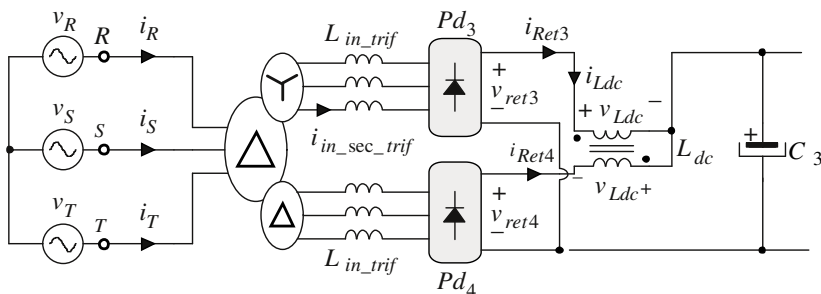 v_R R i_R
v_S S i_S
v_T T i_T
L_in_trif
i_in_sec_trif
L_in_trif
Pd_3
+
v_ret3
−
i_Ret3
i_Ldc
+ v_Ldc −
L_dc
i_Ret4
− v_Ldc +
+
v_ret4
−
Pd_4
+
C_3